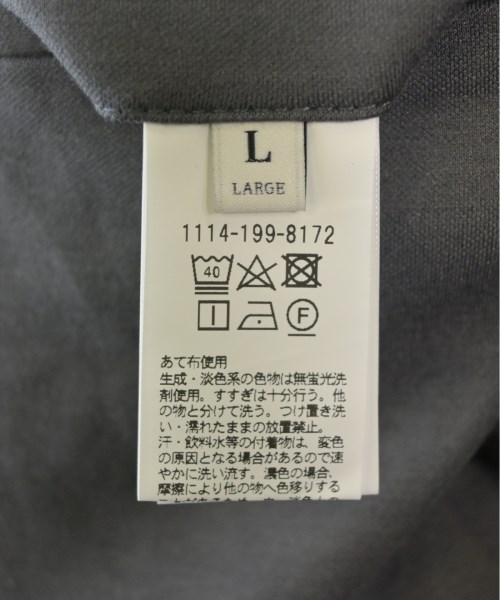 L
LARGE
1114-199-8172
40
F
あて布使用
生成・淡色系の色物は無蛍光洗
剤使用。すすぎは十分行う。他
の物と分けて洗う。つけ置き洗
い・濡れたままの放置禁止。
汗・飲料水等の付着物は、変色
の原因となる場合があるので速
やかに洗い流す。濃色の場合、
摩擦により他の物へ色移りする